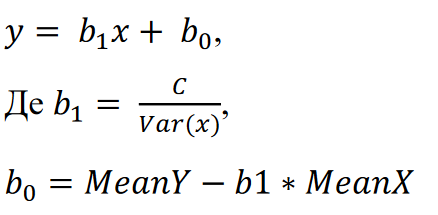 y = b₁x + b₀,
Де b₁ = C / Var(x),
b₀ = MeanY − b1 ∗ MeanX